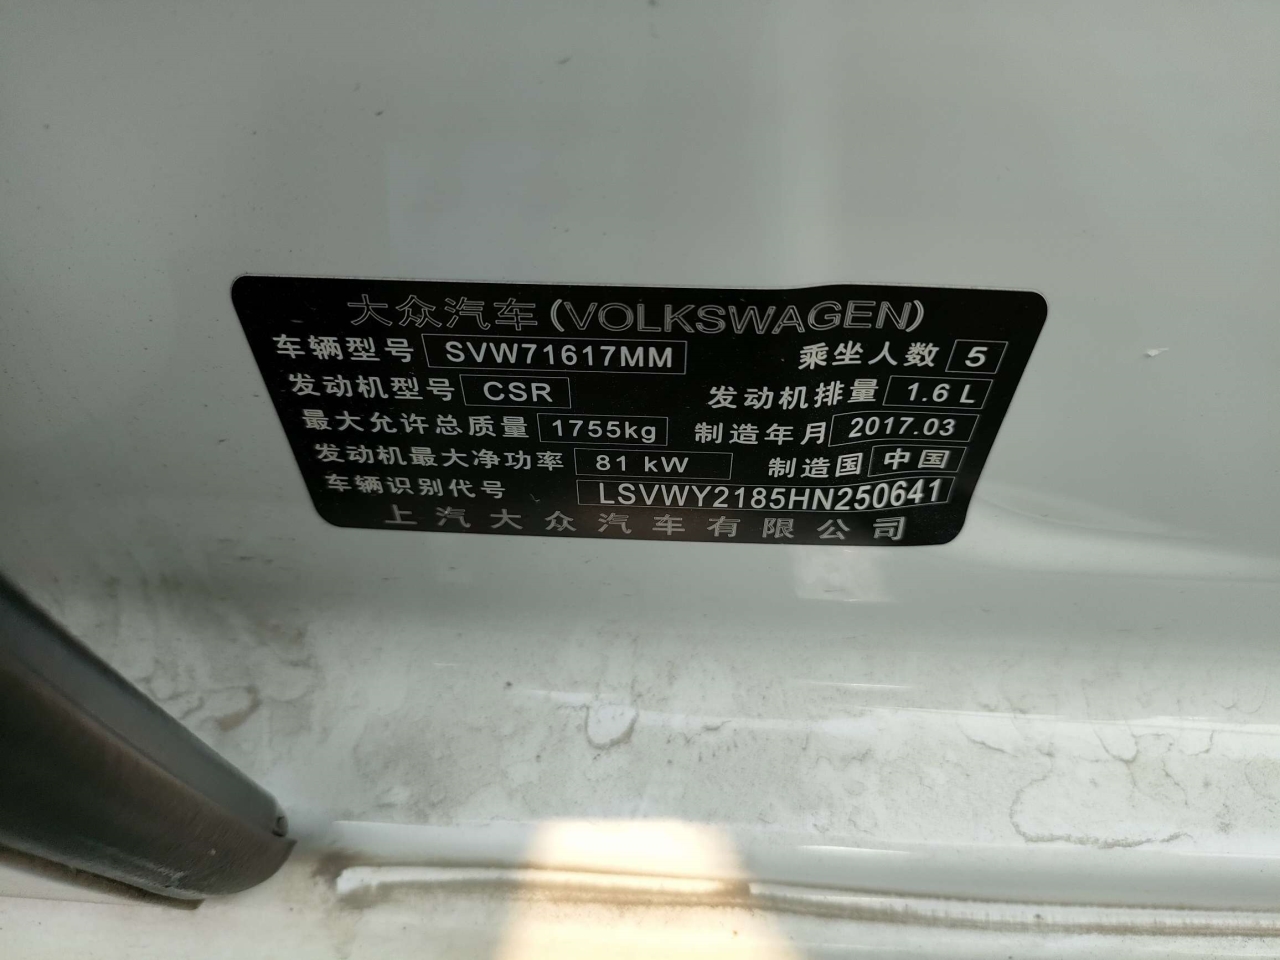 大众汽车(VOLKSWAGEN)
车辆型号 SVW71617MM 乘坐人数 5
发动机型号 CSR 发动机排量 1.6 L
最大允许总质量 1755kg 制造年月 2017.03
发动机最大净功率 81 kW 制造国 中国
车辆识别代号 LSVWY2185HN250641
上汽大众汽车有限公司